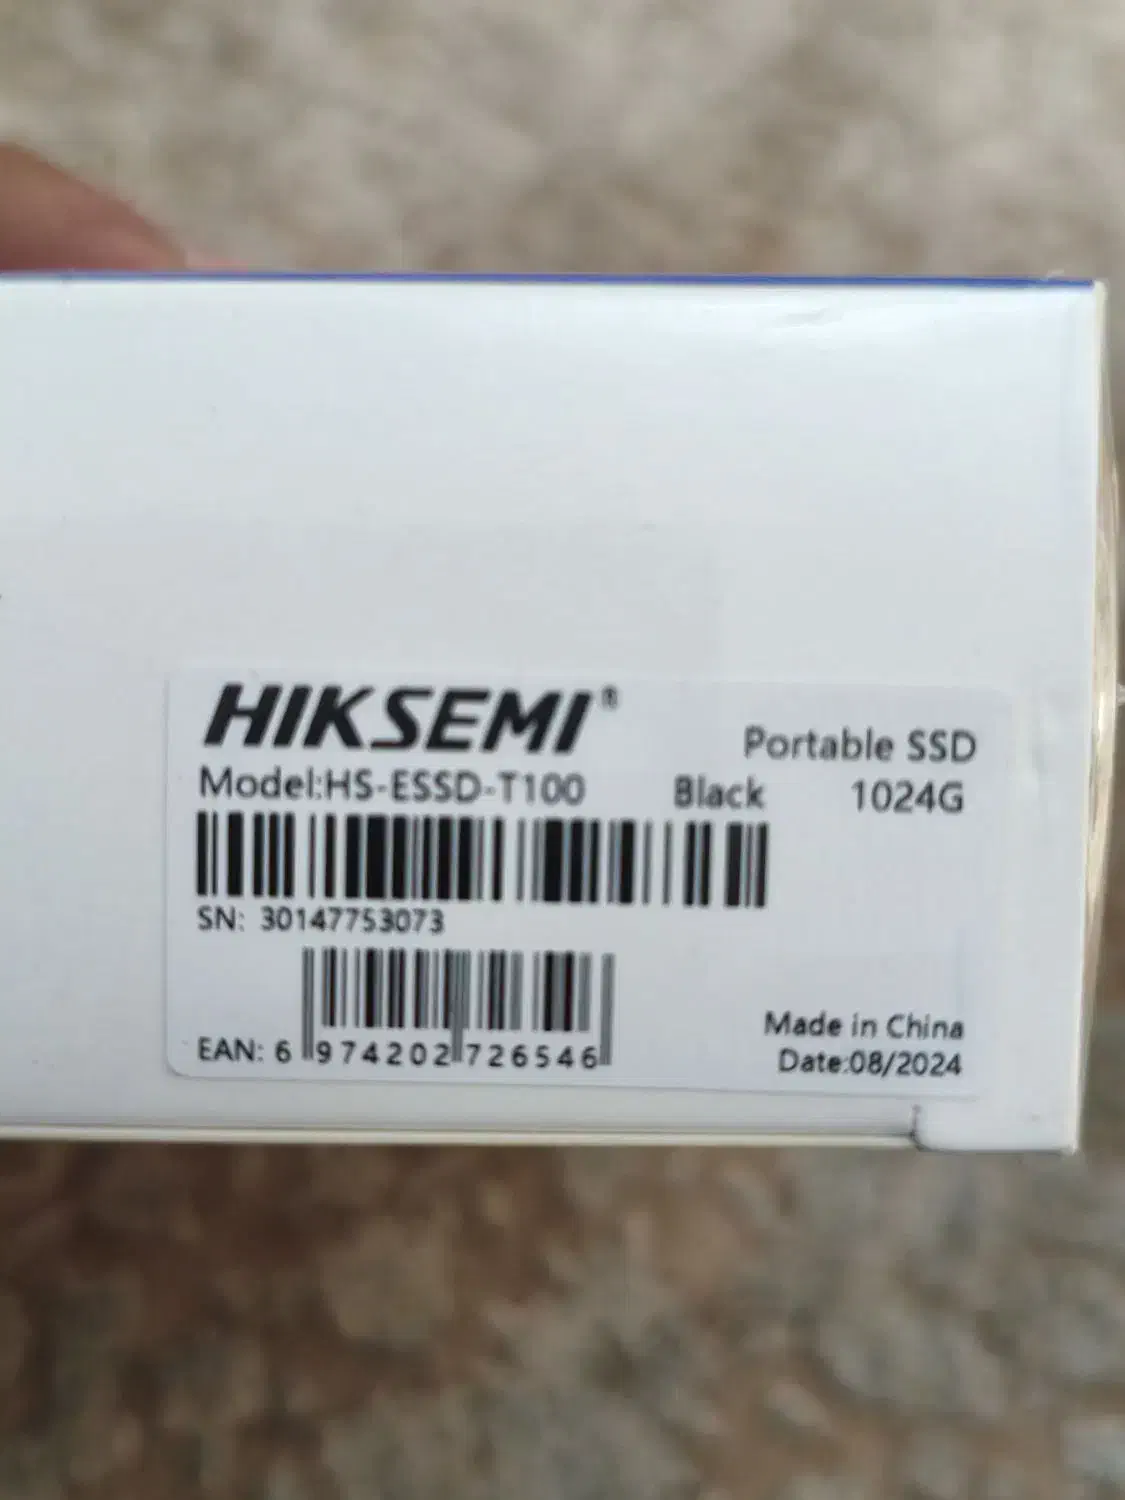 HIKSEMI®
Portable SSD
Model:HS-ESSD-T100 Black 1024G
SN: 30147753073
EAN: 6 974202 726546
Made in China
Date:08/2024